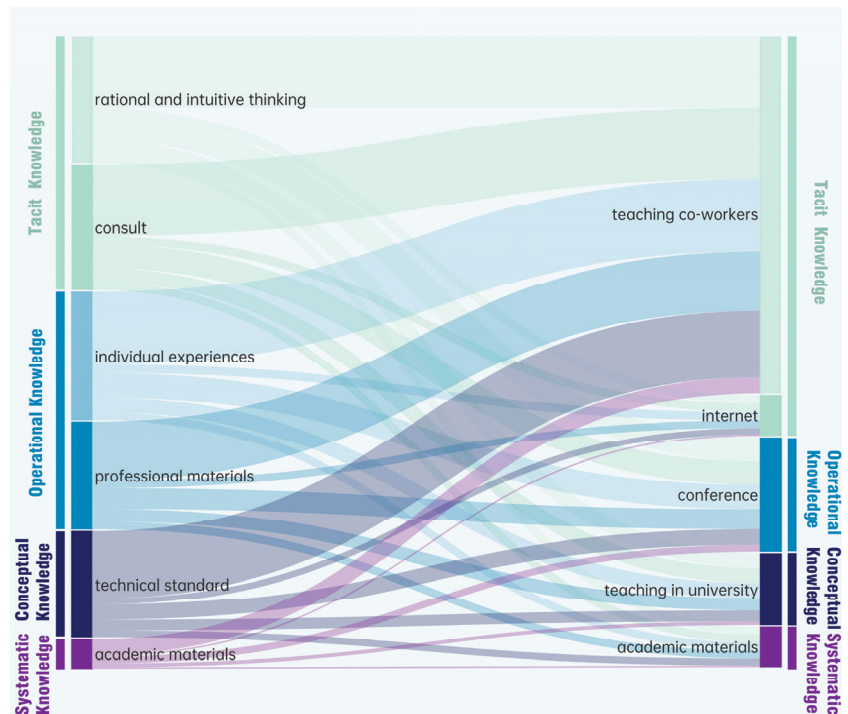 Tacit Knowledge
Operational Knowledge
Conceptual
Knowledge
Systematic
Knowledge
rational and intuitive thinking
consult
individual experiences
professional materials
technical standard
academic materials
teaching co-workers
internet
conference
teaching in university
academic materials
Tacit Knowledge
Operational
Knowledge
Conceptual
Knowledge
Systematic
Knowledge